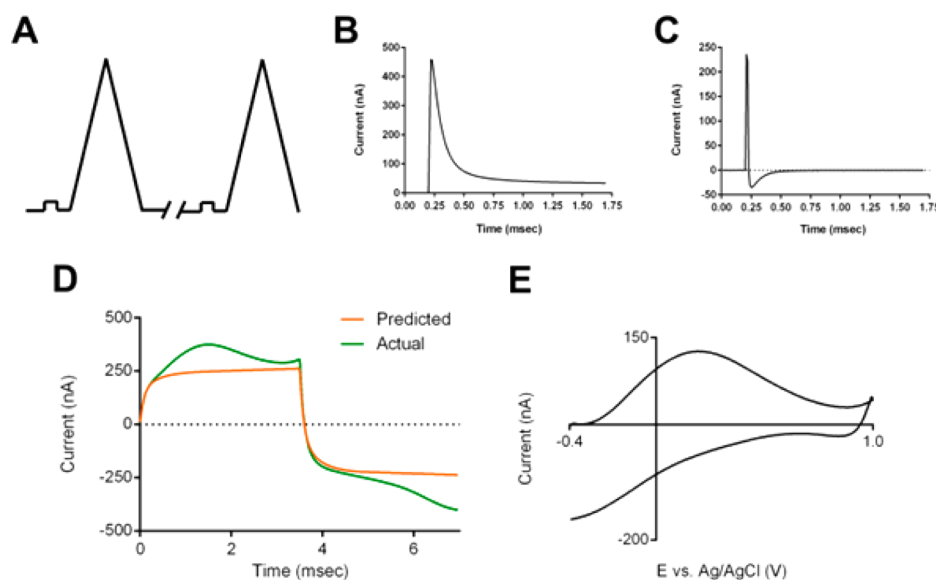 A
B
500
400
300
200
100
0
Current (nA)
0.00 0.25 0.50 0.75 1.00 1.25 1.50 1.75
Time (msec)
C
250
200
150
100
50
0
-50
Current (nA)
0.00 0.25 0.50 0.75 1.00 1.25 1.50 1.75
Time (msec)
D
500
250
0
-250
-500
Current (nA)
Predicted
Actual
0 2 4 6
Time (msec)
E
150
-0.4 1.0
-200
Current (nA)
E vs. Ag/AgCl (V)